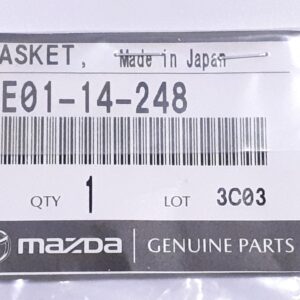 ASKET, Made in Japan
E01-14-248
QTY 1 LOT 3C03
mazda GENUINE PARTS